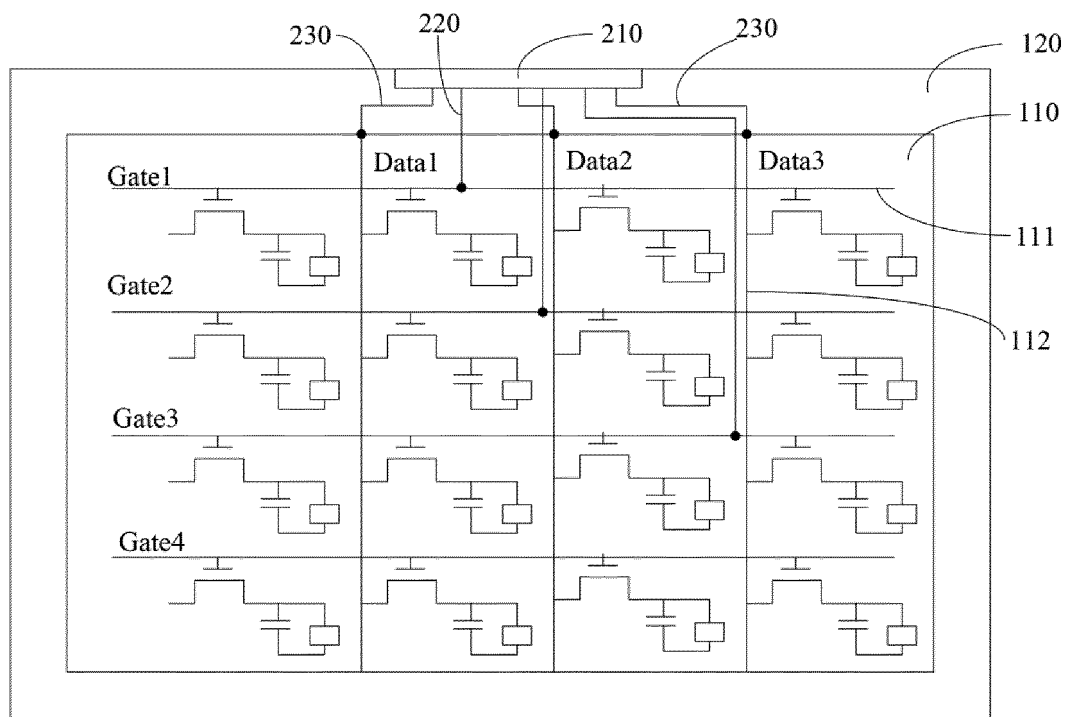 230
220
210
230
120
110
Data1
Data2
Data3
Gate1
111
Gate2
112
Gate3
Gate4